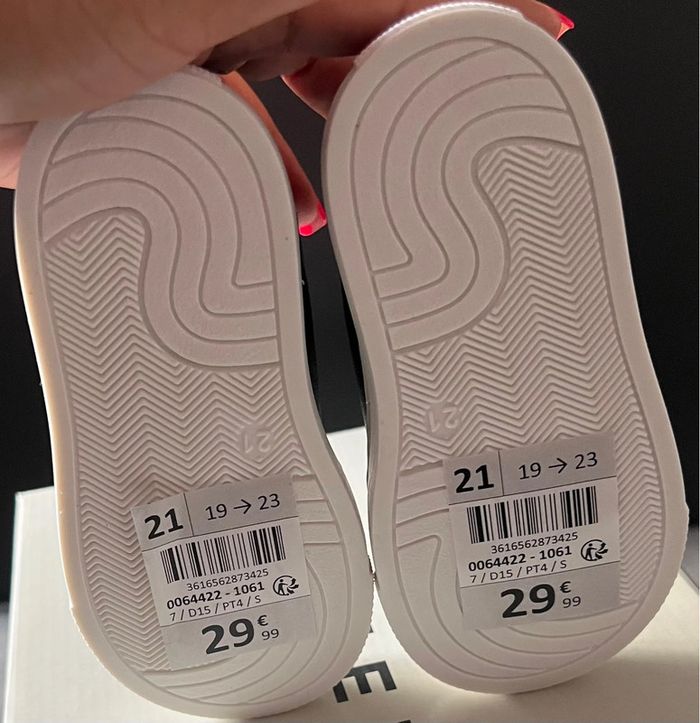 21
21
21 19 → 23
3616562873425
0064422 - 1061
7 / D15 / PT4 / S
29€99
21 19 → 23
3616562873425
0064422 - 1061
7 / D15 / PT4 / S
29€99